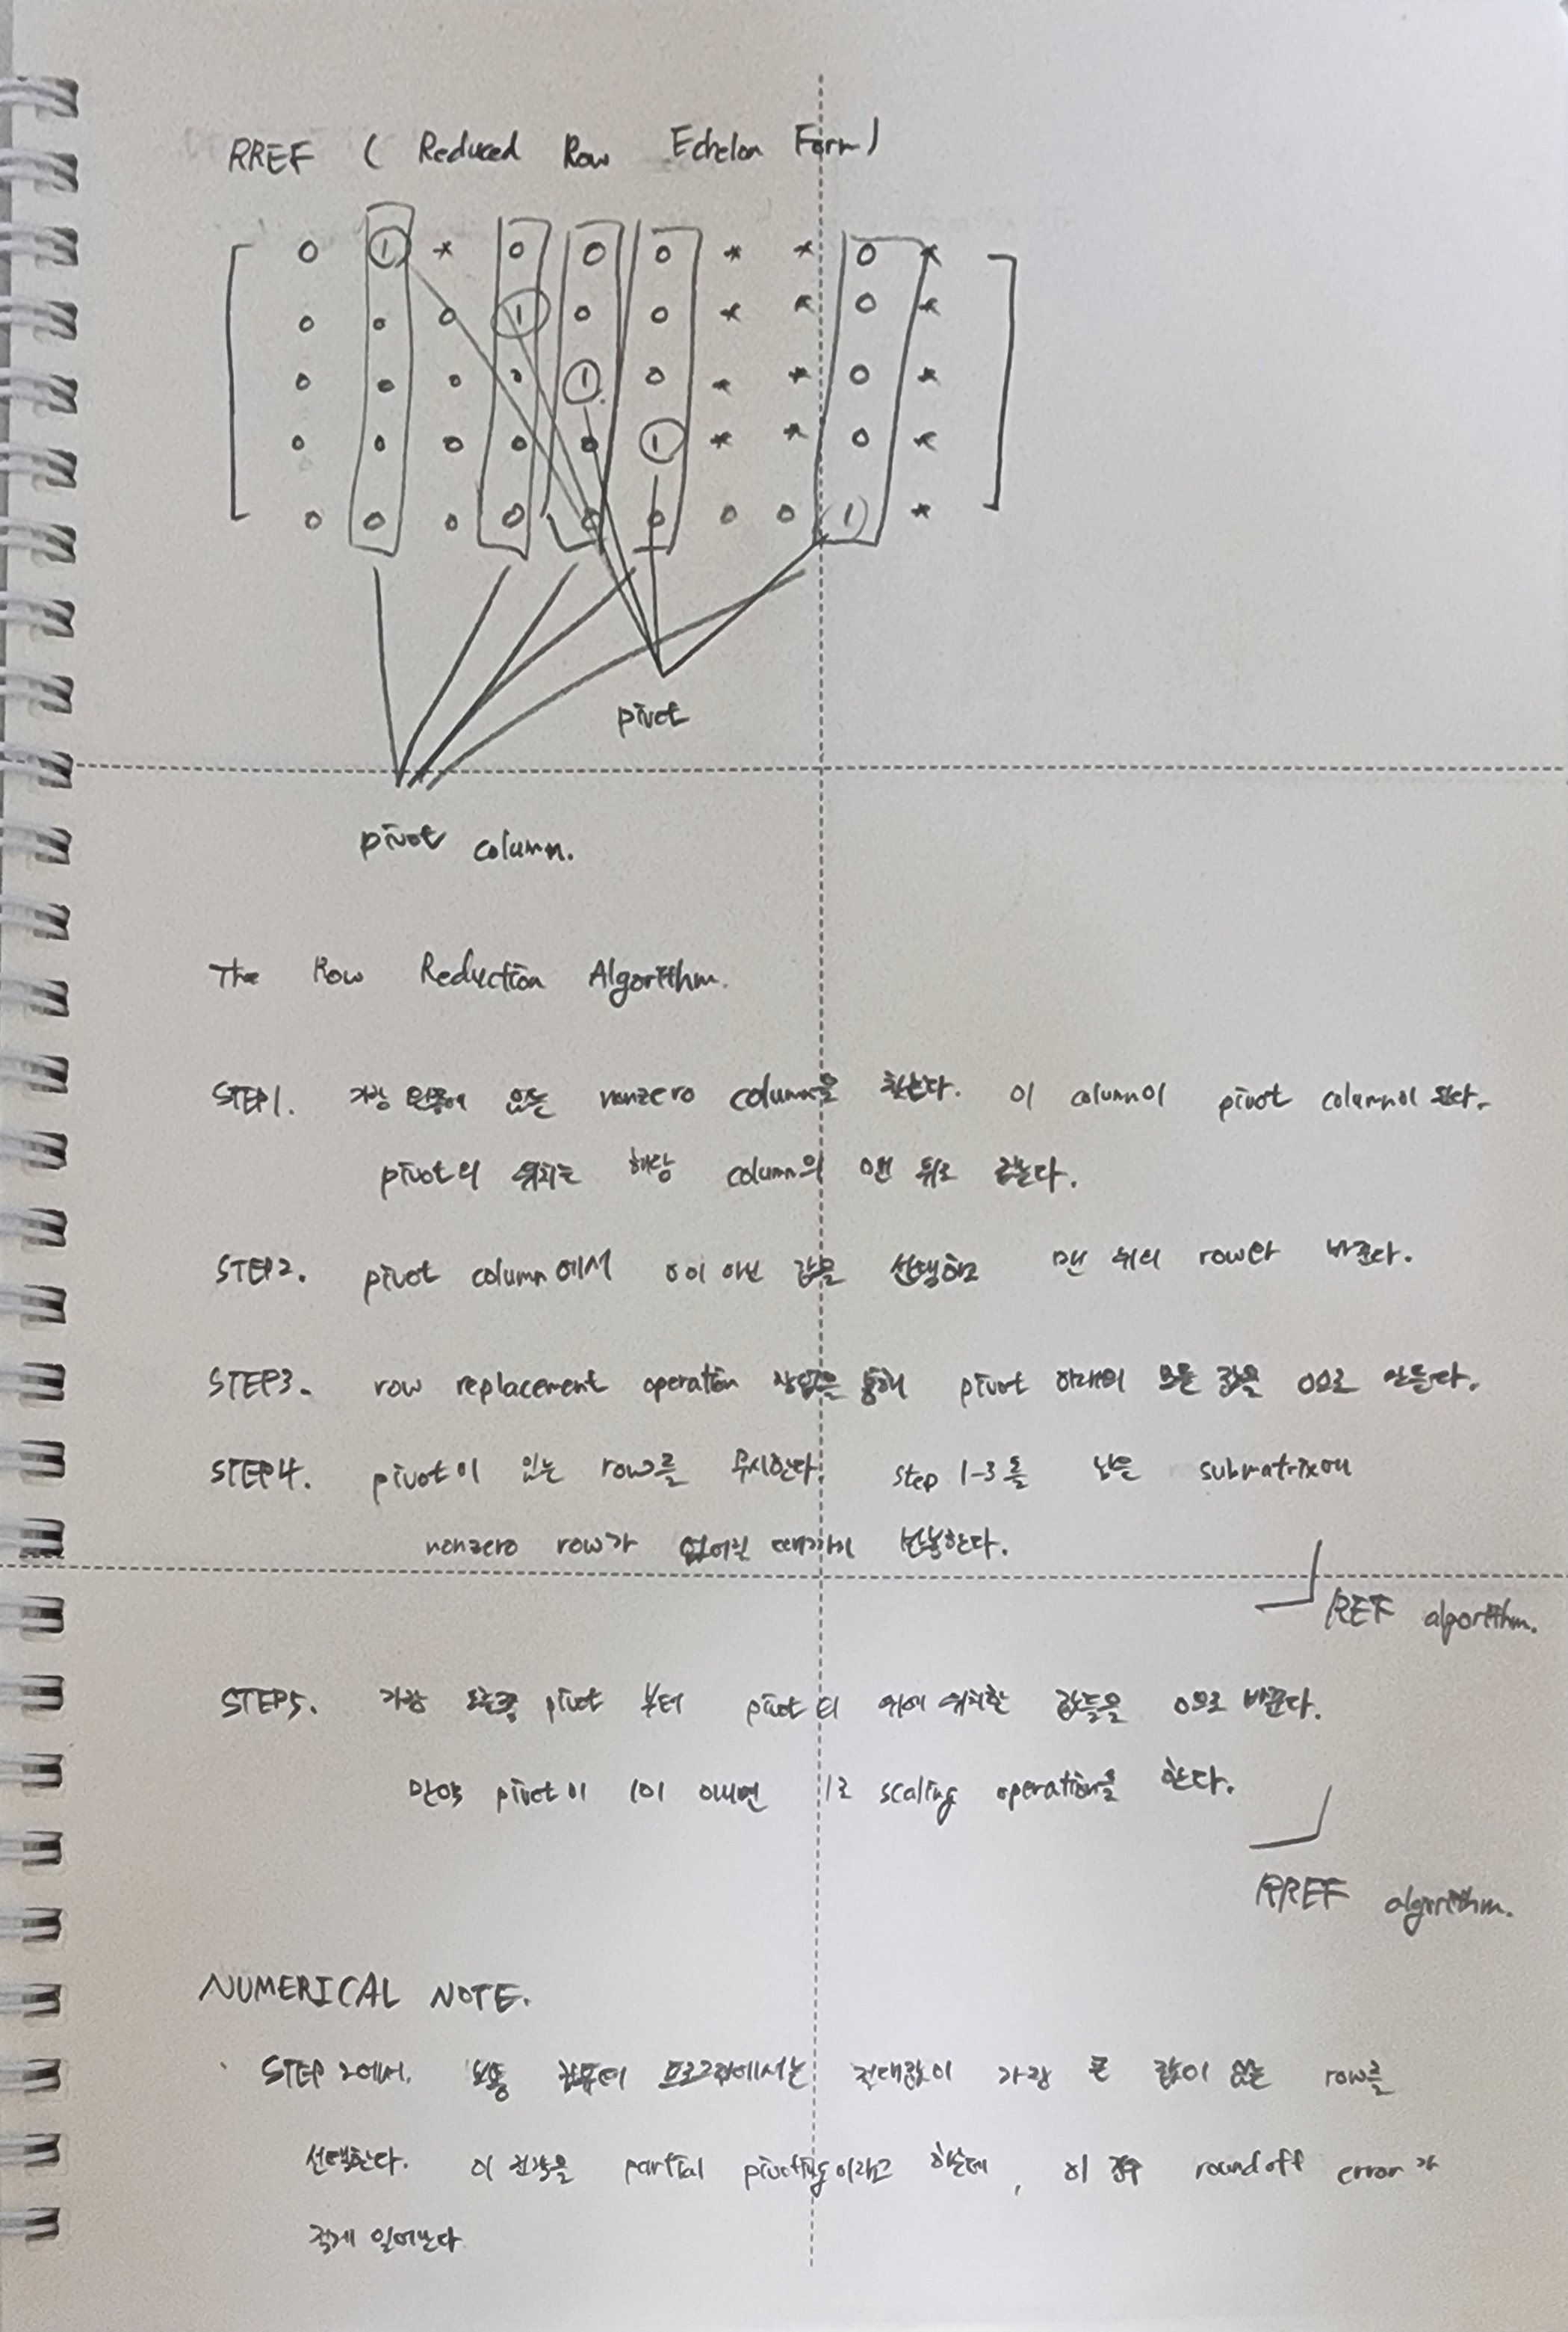 RREF ( Reduced Row Echelon Form )
0 1 * 0 0 0 * * 0 *
0 0 0 1 0 0 * * 0 *
0 0 0 0 1 0 * * 0 *
0 0 0 0 0 1 * * 0 *
0 0 0 0 0 0 0 0 1 *
pivot
pivot column.
The Row Reduction Algorithm.
STEP1. 가장 왼쪽에 있는 nonzero column을 찾는다. 이 column이 pivot column이 된다.
pivot의 위치는 해당 column의 맨 위로 잡는다.
STEP2. pivot column에서 0이 아닌 값을 선택하고 맨 위의 row와 바꾼다.
STEP3. row replacement operation 작업을 통해 pivot 아래의 모든 값을 0으로 만든다.
STEP4. pivot이 있는 row를 무시한다. step 1-3를 남은 submatrix에
nonzero row가 없어질 때까지 반복한다.
REF algorithm.
STEP5. 가장 오른쪽 pivot 부터 pivot의 위에 위치한 값들을 0으로 바꾼다.
만약 pivot이 1이 아니면 1로 scaling operation을 한다.
RREF algorithm.
NUMERICAL NOTE.
· STEP 2에서. 보통 컴퓨터 프로그램에서는 절대값이 가장 큰 값이 있는 row를
선택한다. 이 전략을 partial pivoting이라고 하는데, 이 경우 roundoff error가
적게 일어난다.